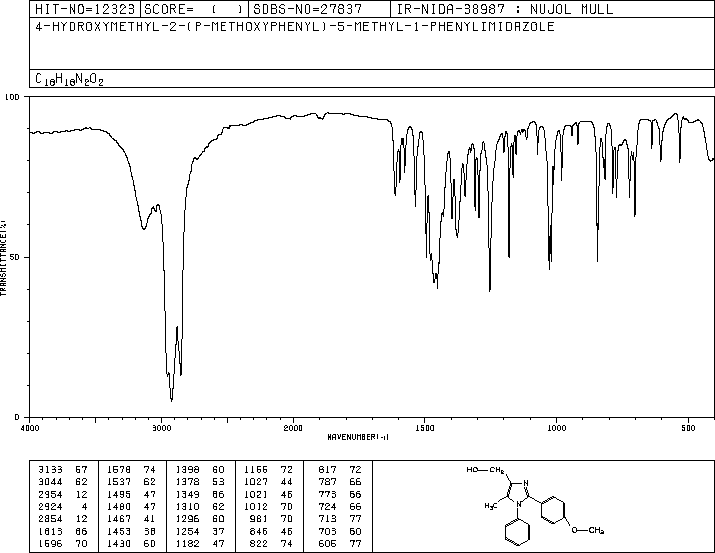 HIT-NO=12323 SCORE= ( ) SDBS-NO=27837 IR-NIDA-38987 : NUJOL MULL
4-HYDROXYMETHYL-2-(P-METHOXYPHENYL)-5-METHYL-1-PHENYLIMIDAZOLE
C18H18N2O2
100
50
0
TRANSMITTANCE(%)
4000 3000 2000 1500 1000 500
WAVENUMBER(-1)
3133 57 1578 74 1398 60 1166 72 817 72
3044 62 1537 62 1378 53 1027 44 787 66
2954 12 1495 47 1349 66 1021 46 773 66
2924 4 1480 47 1310 62 1012 70 724 66
2854 12 1467 41 1296 60 981 70 713 77
1613 66 1453 38 1254 37 846 46 703 60
1596 70 1430 60 1182 47 822 74 606 77
HO CH2
N
CH3 N
O CH3